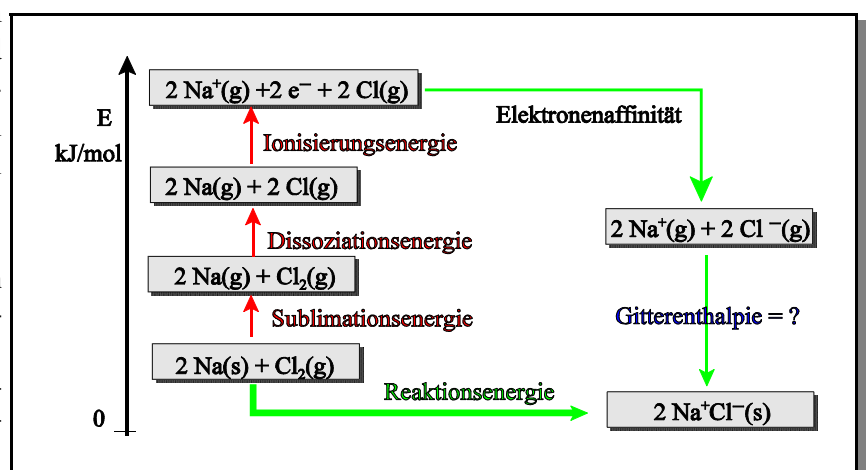 2 Na⁺(g) +2 e⁻ + 2 Cl(g)
Elektronenaffinität
E
kJ/mol
Ionisierungsenergie
2 Na(g) + 2 Cl(g)
2 Na⁺(g) + 2 Cl ⁻(g)
Dissoziationsenergie
2 Na(g) + Cl₂(g)
Sublimationsenergie
Gitterenthalpie = ?
2 Na(s) + Cl₂(g)
Reaktionsenergie
0
2 Na⁺Cl⁻(s)